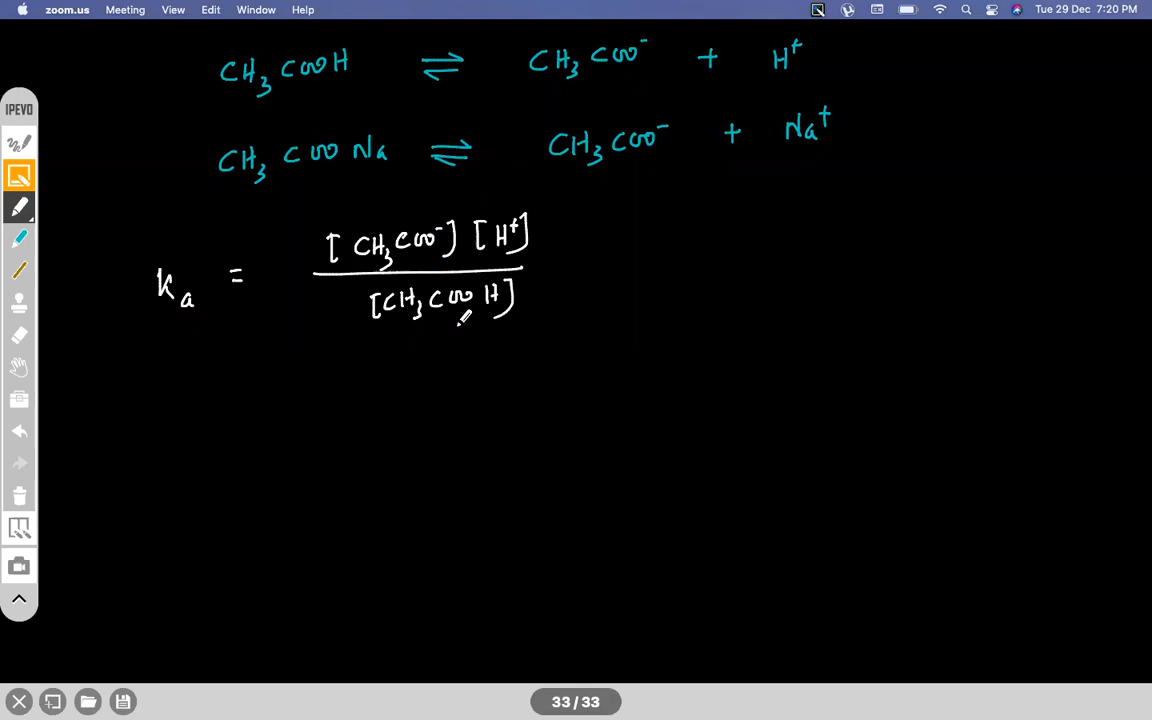 zoom.us Meeting View Edit Window Help Tue 29 Dec 7:20 PM
CH₃COOH ⇌ CH₃COO⁻ + H⁺
IPEVO
CH₃COONa ⇌ CH₃COO⁻ + Na⁺
Ka = [CH₃COO⁻] [H⁺]
[CH₃COOH]
33/33